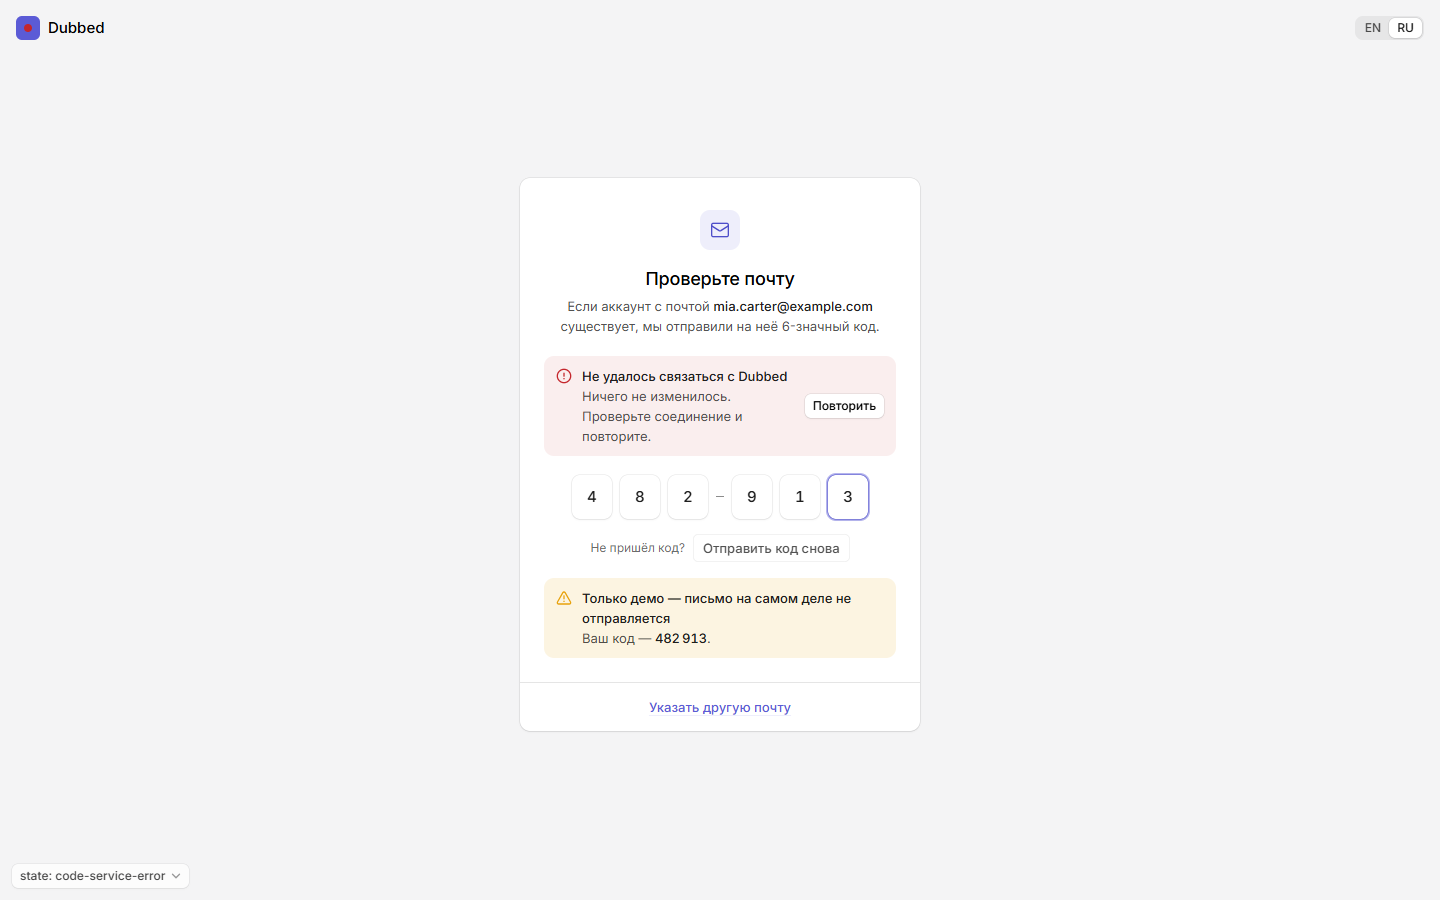 Dubbed
EN RU
Проверьте почту
Если аккаунт с почтой mia.carter@example.com
существует, мы отправили на неё 6-значный код.
Не удалось связаться с Dubbed
Ничего не изменилось.
Проверьте соединение и
повторите.
Повторить
4 8 2 – 9 1 3
Не пришёл код? Отправить код снова
Только демо — письмо на самом деле не
отправляется
Ваш код — 482 913.
Указать другую почту
state: code-service-error